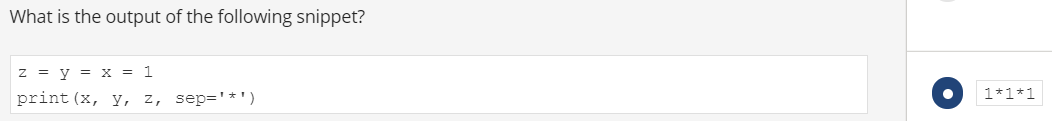 What is the output of the following snippet?
z = y = x = 1
print(x, y, z, sep='*')
1*1*1